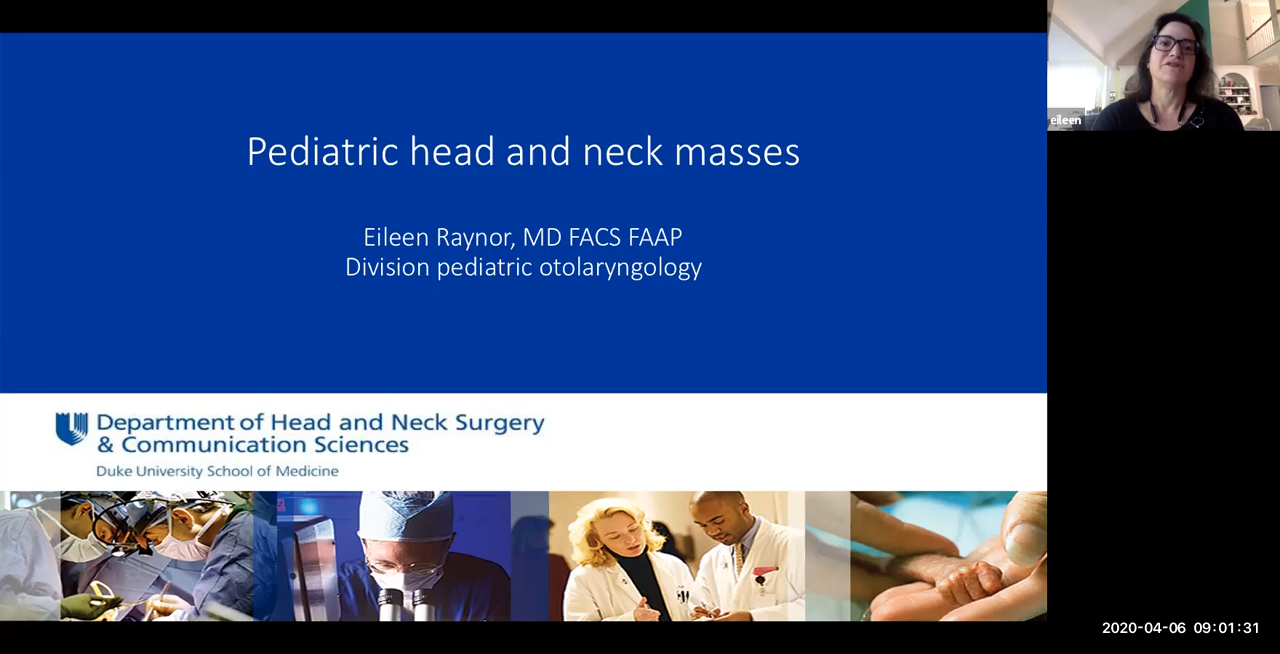 Pediatric head and neck masses
Eileen Raynor, MD FACS FAAP
Division pediatric otolaryngology
Department of Head and Neck Surgery
& Communication Sciences
Duke University School of Medicine
eileen
2020-04-06 09:01:31